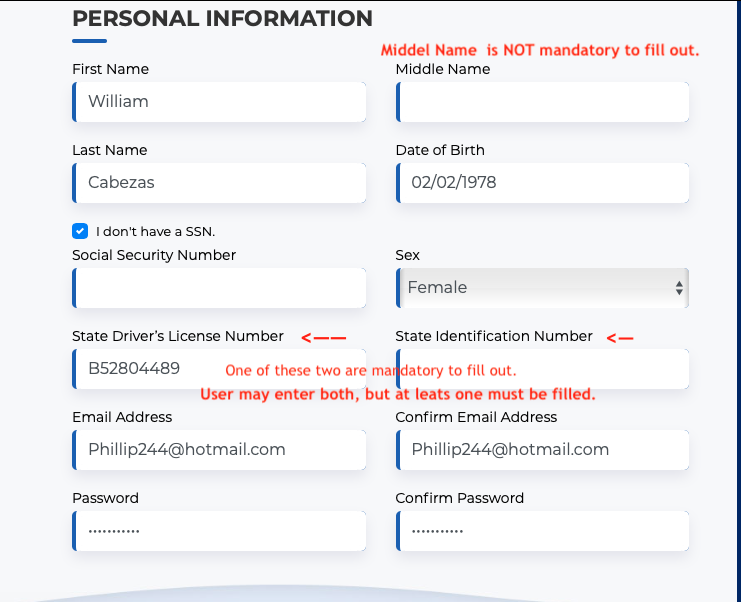 PERSONAL INFORMATION
Middel Name is NOT mandatory to fill out.
First Name
Middle Name
William
Last Name
Date of Birth
Cabezas
02/02/1978
I don't have a SSN.
Social Security Number
Sex
Female
State Driver's License Number <——
State Identification Number <—
B52804489
One of these two are mandatory to fill out.
User may enter both, but at leats one must be filled.
Email Address
Confirm Email Address
Phillip244@hotmail.com
Phillip244@hotmail.com
Password
Confirm Password
···········
···········